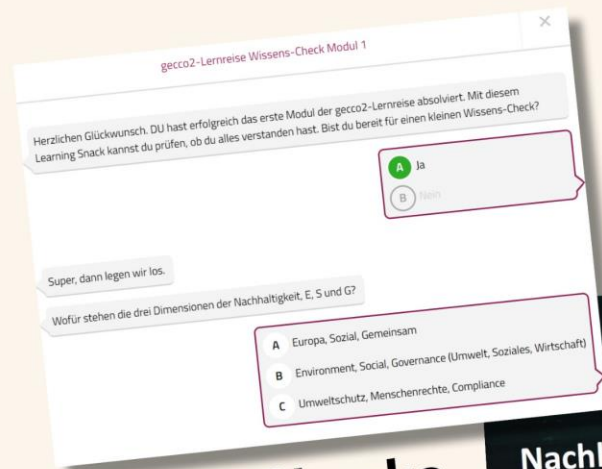 gecco2-Lernreise Wissens-Check Modul 1
Herzlichen Glückwunsch. DU hast erfolgreich das erste Modul der gecco2-Lernreise absolviert. Mit diesem
Learning Snack kannst du prüfen, ob du alles verstanden hast. Bist du bereit für einen kleinen Wissens-Check?
A Ja
B Nein
Super, dann legen wir los.
Wofür stehen die drei Dimensionen der Nachhaltigkeit, E, S und G?
A Europa, Sozial, Gemeinsam
B Environment, Social, Governance (Umwelt, Soziales, Wirtschaft)
C Umweltschutz, Menschenrechte, Compliance